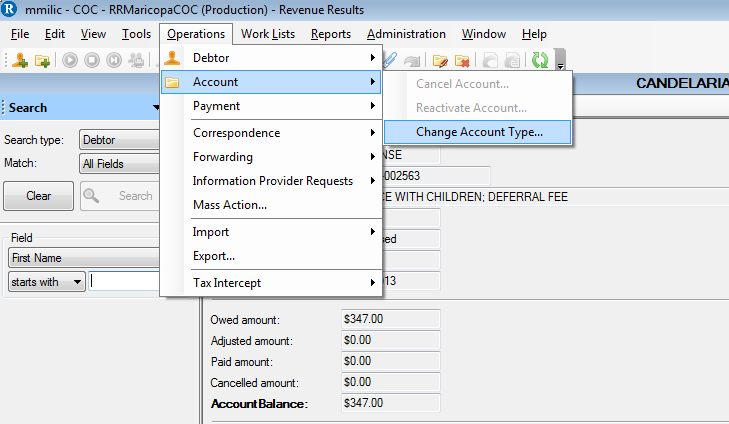 mmilic - COC - RRMaricopaCOC (Production) - Revenue Results
File Edit View Tools Operations Work Lists Reports Administration Window Help
CANDELARIA
Search
Search type: Debtor
Match: All Fields
Clear Search
Field
First Name
starts with
Debtor
Account
Payment
Correspondence
Forwarding
Information Provider Requests
Mass Action...
Import
Export...
Tax Intercept
Cancel Account...
Reactivate Account...
Change Account Type...
NSE
-002563
CE WITH CHILDREN; DEFERRAL FEE
sed
013
Owed amount: $347.00
Adjusted amount: $0.00
Paid amount: $0.00
Cancelled amount: $0.00
Account Balance: $347.00